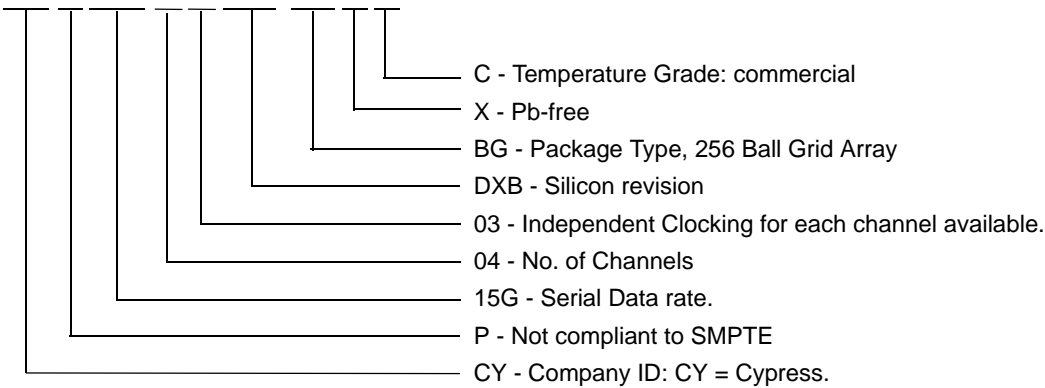 C - Temperature Grade: commercial
X - Pb-free
BG - Package Type, 256 Ball Grid Array
DXB - Silicon revision
03 - Independent Clocking for each channel available.
04 - No. of Channels
15G - Serial Data rate.
P - Not compliant to SMPTE
CY - Company ID: CY = Cypress.